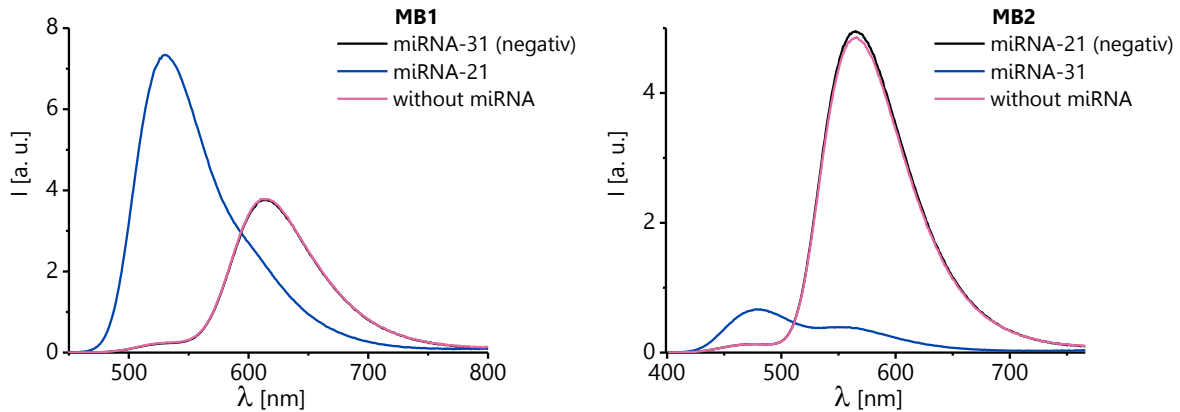 MB1
miRNA-31 (negativ)
miRNA-21
without miRNA
I [a. u.]
8
6
4
2
0
500 600 700 800
λ [nm]
MB2
miRNA-21 (negativ)
miRNA-31
without miRNA
I [a. u.]
4
2
0
400 500 600 700
λ [nm]